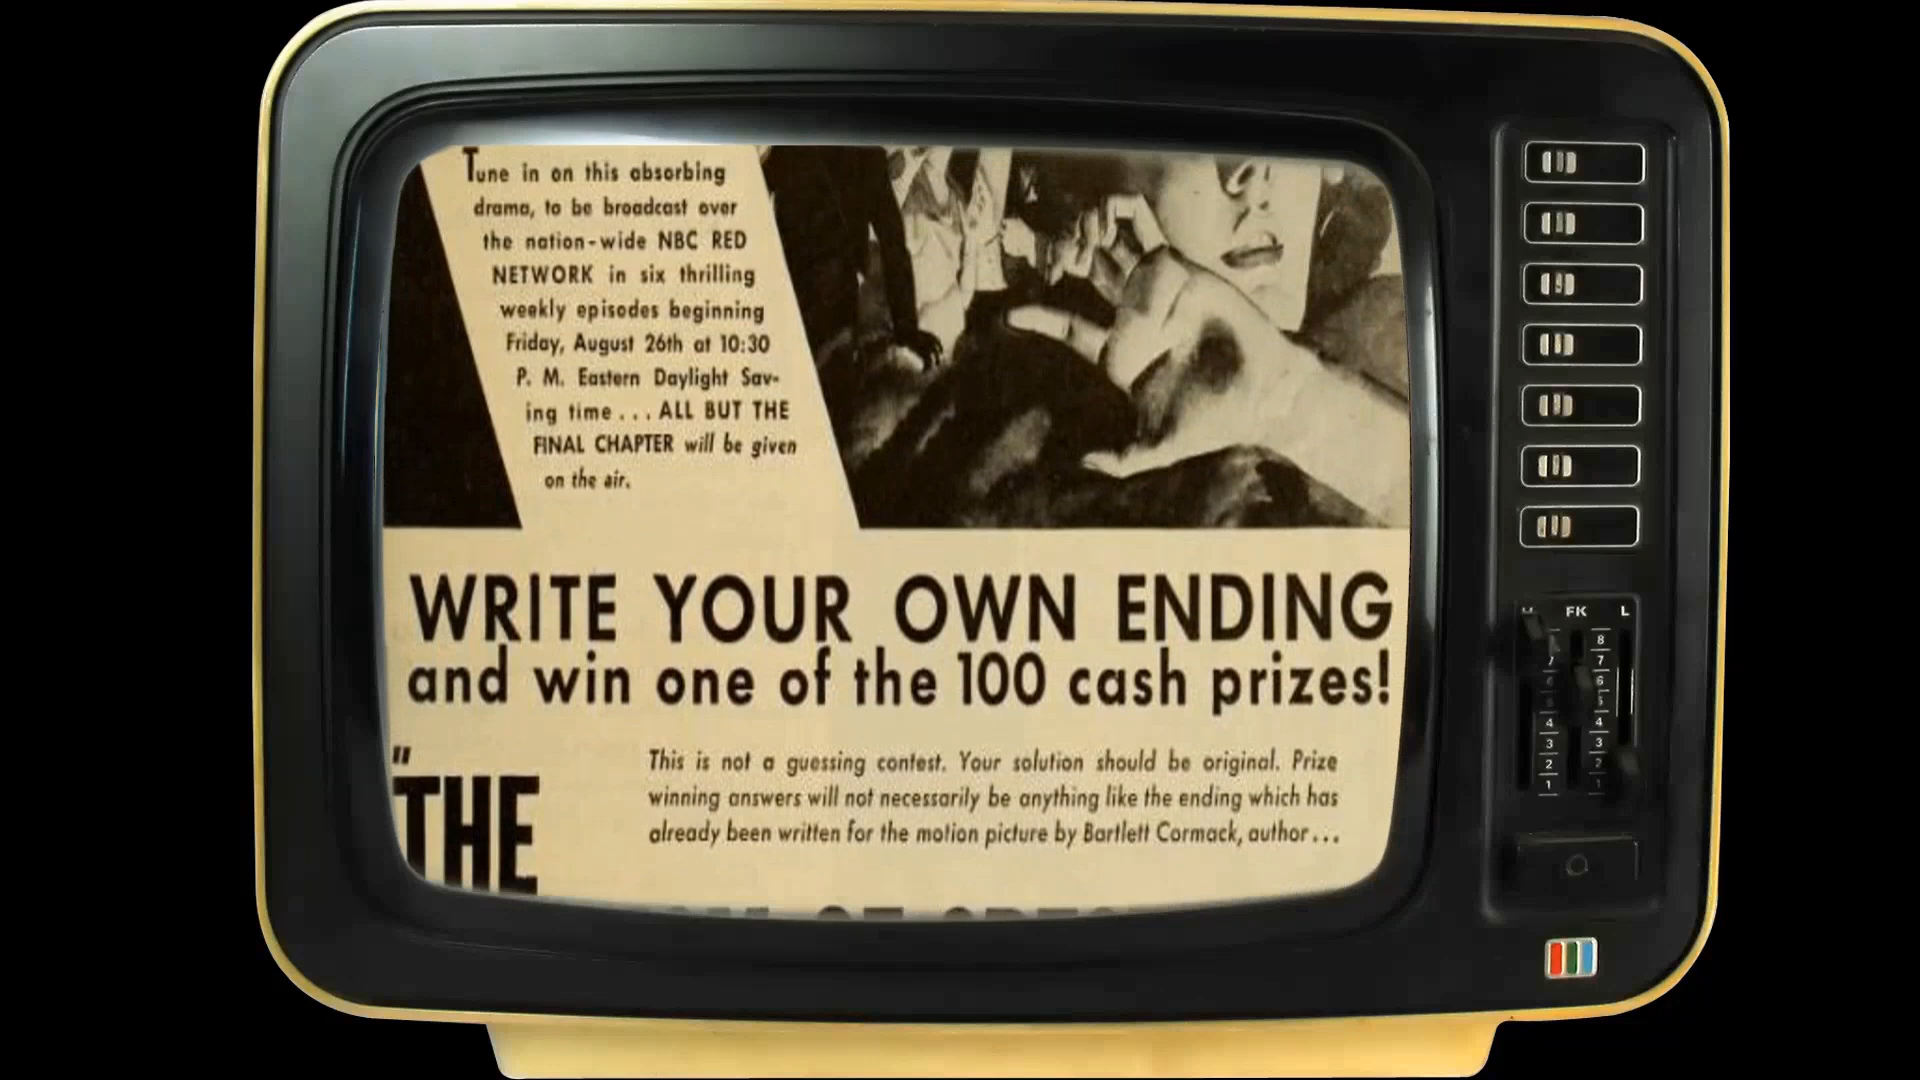 Tune in on this absorbing
drama, to be broadcast over
the nation-wide NBC RED
NETWORK in six thrilling
weekly episodes beginning
Friday, August 26th at 10:30
P. M. Eastern Daylight Sav-
ing time... ALL BUT THE
FINAL CHAPTER will be given
on the air.
WRITE YOUR OWN ENDING
and win one of the 100 cash prizes!
"THE
This is not a guessing contest. Your solution should be original. Prize
winning answers will not necessarily be anything like the ending which has
already been written for the motion picture by Bartlett Cormack, author...
FK L
8
7 7
6 6
5
4 4
3 3
2 2
1 1